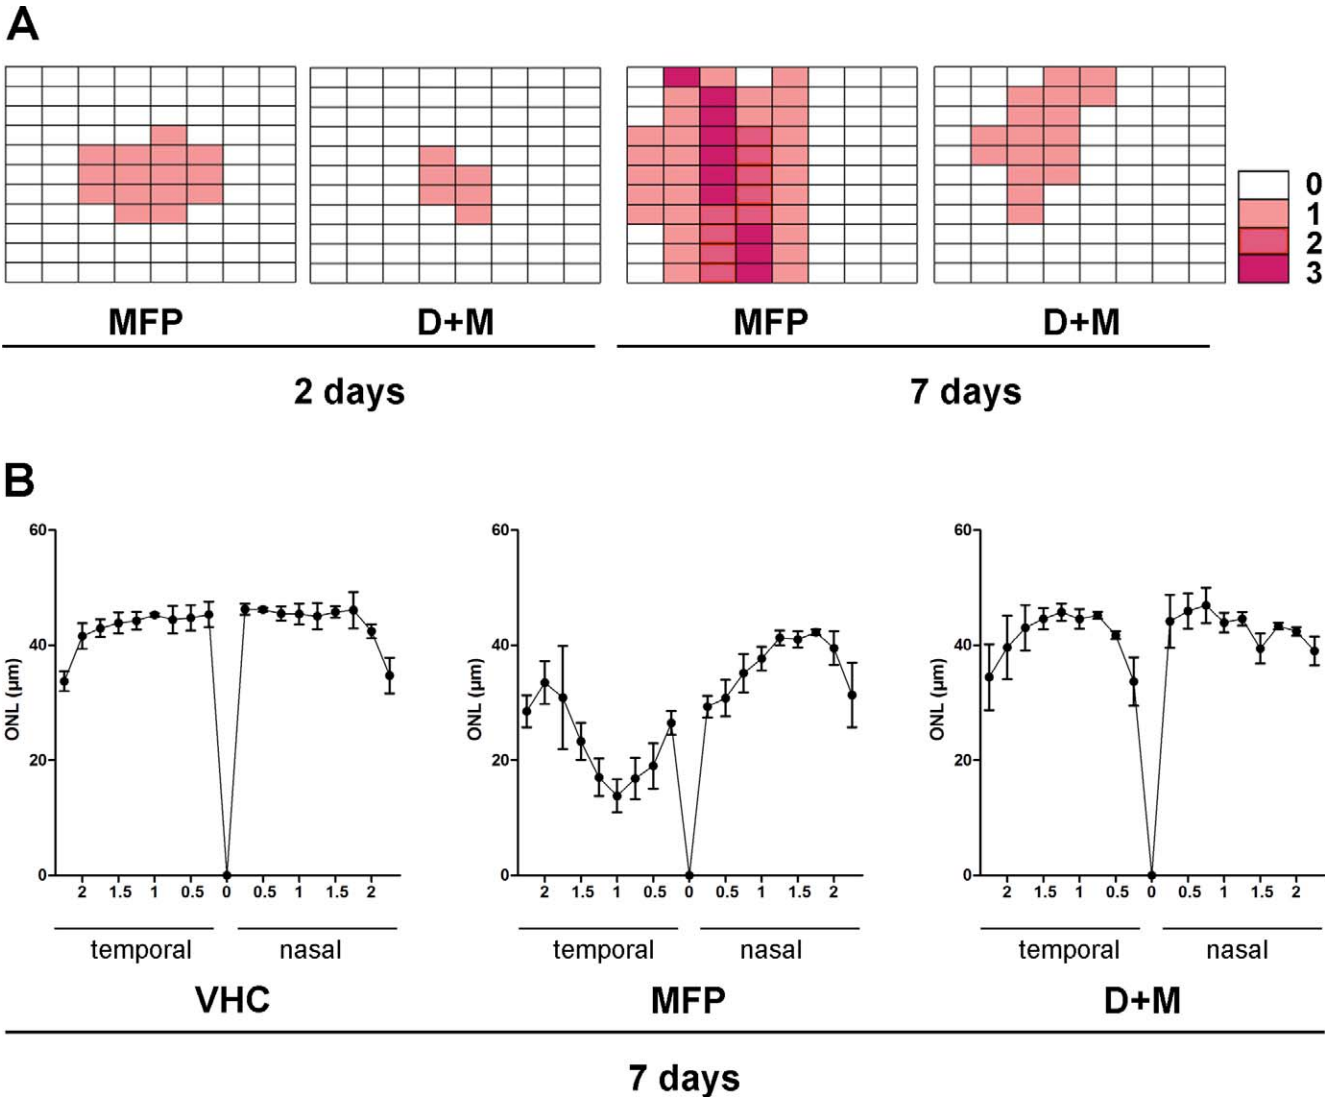 A
0
1
2
3
MFP D+M MFP D+M
2 days 7 days
B
60 60 60
40 40 40
20 20 20
0 0 0
ONL (μm) ONL (μm) ONL (μm)
2 1.5 1 0.5 0 0.5 1 1.5 2 2 1.5 1 0.5 0 0.5 1 1.5 2 2 1.5 1 0.5 0 0.5 1 1.5 2
temporal nasal temporal nasal temporal nasal
VHC MFP D+M
7 days